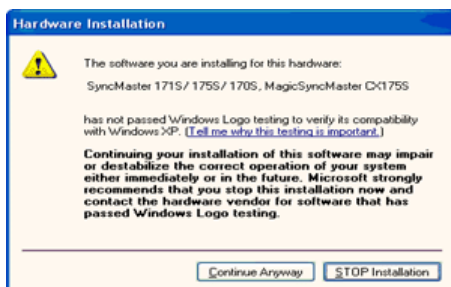 Hardware Installation
The software you are installing for this hardware:
SyncMaster 171S/ 175S/ 170S, MagicSyncMaster CX175S
has not passed Windows Logo testing to verify its compatibility
with Windows XP. (Tell me why this testing is important.)
Continuing your installation of this software may impair
or destabilize the correct operation of your system
either immediately or in the future. Microsoft strongly
recommends that you stop this installation now and
contact the hardware vendor for software that has
passed Windows Logo testing.
Continue Anyway
STOP Installation